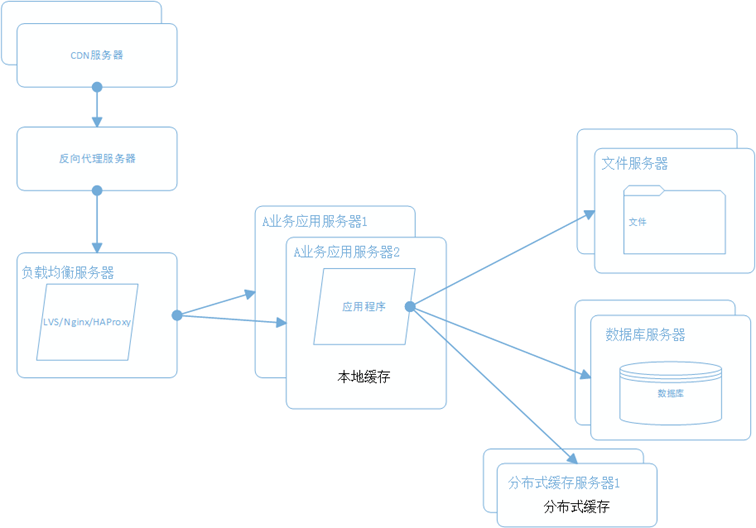 CDN服务器
反向代理服务器
负载均衡服务器
LVS/Nginx/HAProxy
A业务应用服务器1
A业务应用服务器2
应用程序
本地缓存
文件服务器
文件
数据库服务器
数据库
分布式缓存服务器1
分布式缓存